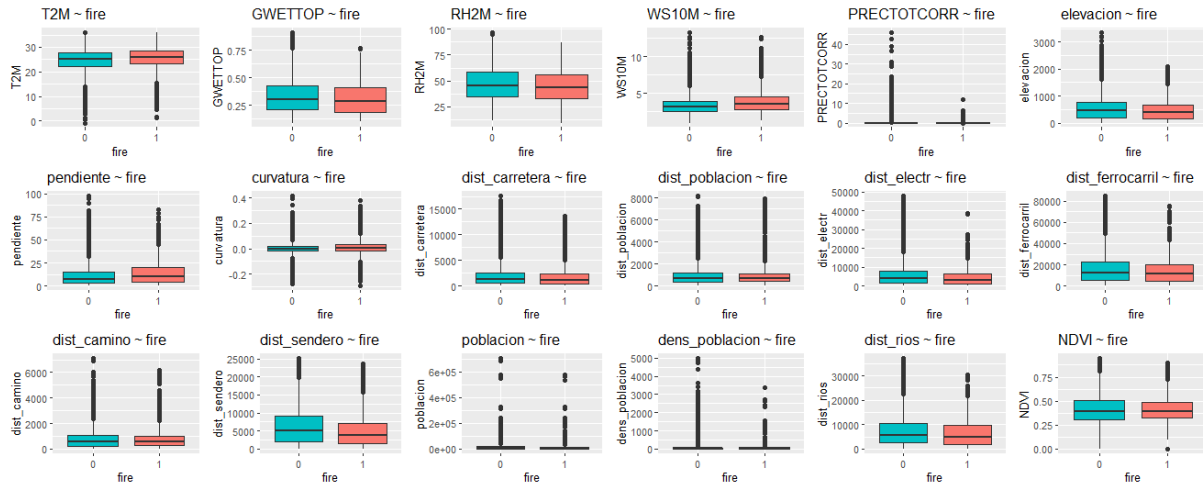 T2M ~ fire
GWETTOP ~ fire
RH2M ~ fire
WS10M ~ fire
PRECTOTCORR ~ fire
elevacion ~ fire
T2M
30
20
10
0
0
1
fire
GWETTOP
0.75
0.50
0.25
0
1
fire
RH2M
75
50
25
0
1
fire
WS10M
10
5
0
1
fire
PRECTOTCORR
40
30
20
10
0
0
1
fire
elevacion
3000
2000
1000
0
0
1
fire
pendiente ~ fire
curvatura ~ fire
dist_carretera ~ fire
dist_poblacion ~ fire
dist_electr ~ fire
dist_ferrocarril ~ fire
pendiente
100
75
50
25
0
0
1
fire
curvatura
0.4
0.2
0.0
-0.2
0
1
fire
dist_carretera
15000
10000
5000
0
0
1
fire
dist_poblacion
8000
6000
4000
2000
0
0
1
fire
dist_electr
50000
40000
30000
20000
10000
0
0
1
fire
dist_ferrocarril
80000
60000
40000
20000
0
0
1
fire
dist_camino ~ fire
dist_sendero ~ fire
poblacion ~ fire
dens_poblacion ~ fire
dist_rios ~ fire
NDVI ~ fire
dist_camino
6000
4000
2000
0
0
1
fire
dist_sendero
25000
20000
15000
10000
5000
0
0
1
fire
poblacion
6e+05
4e+05
2e+05
0e+00
0
1
fire
dens_poblacion
5000
4000
3000
2000
1000
0
0
1
fire
dist_rios
30000
20000
10000
0
0
1
fire
NDVI
0.75
0.50
0.25
0.00
0
1
fire